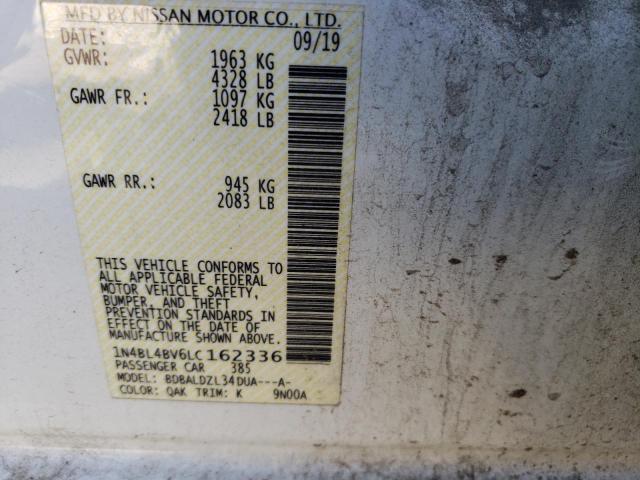 MFD BY NISSAN MOTOR CO., LTD.
DATE: 09/19
GVWR: 1963 KG
4328 LB
GAWR FR.: 1097 KG
2418 LB
GAWR RR.: 945 KG
2083 LB
THIS VEHICLE CONFORMS TO
ALL APPLICABLE FEDERAL
MOTOR VEHICLE SAFETY,
BUMPER, AND THEFT
PREVENTION STANDARDS IN
EFFECT ON THE DATE OF
MANUFACTURE SHOWN ABOVE.
1N4BL4BV6LC162336
PASSENGER CAR 385
MODEL: BDBALDZL34DUA---A-
COLOR: QAK TRIM: K 9N00A